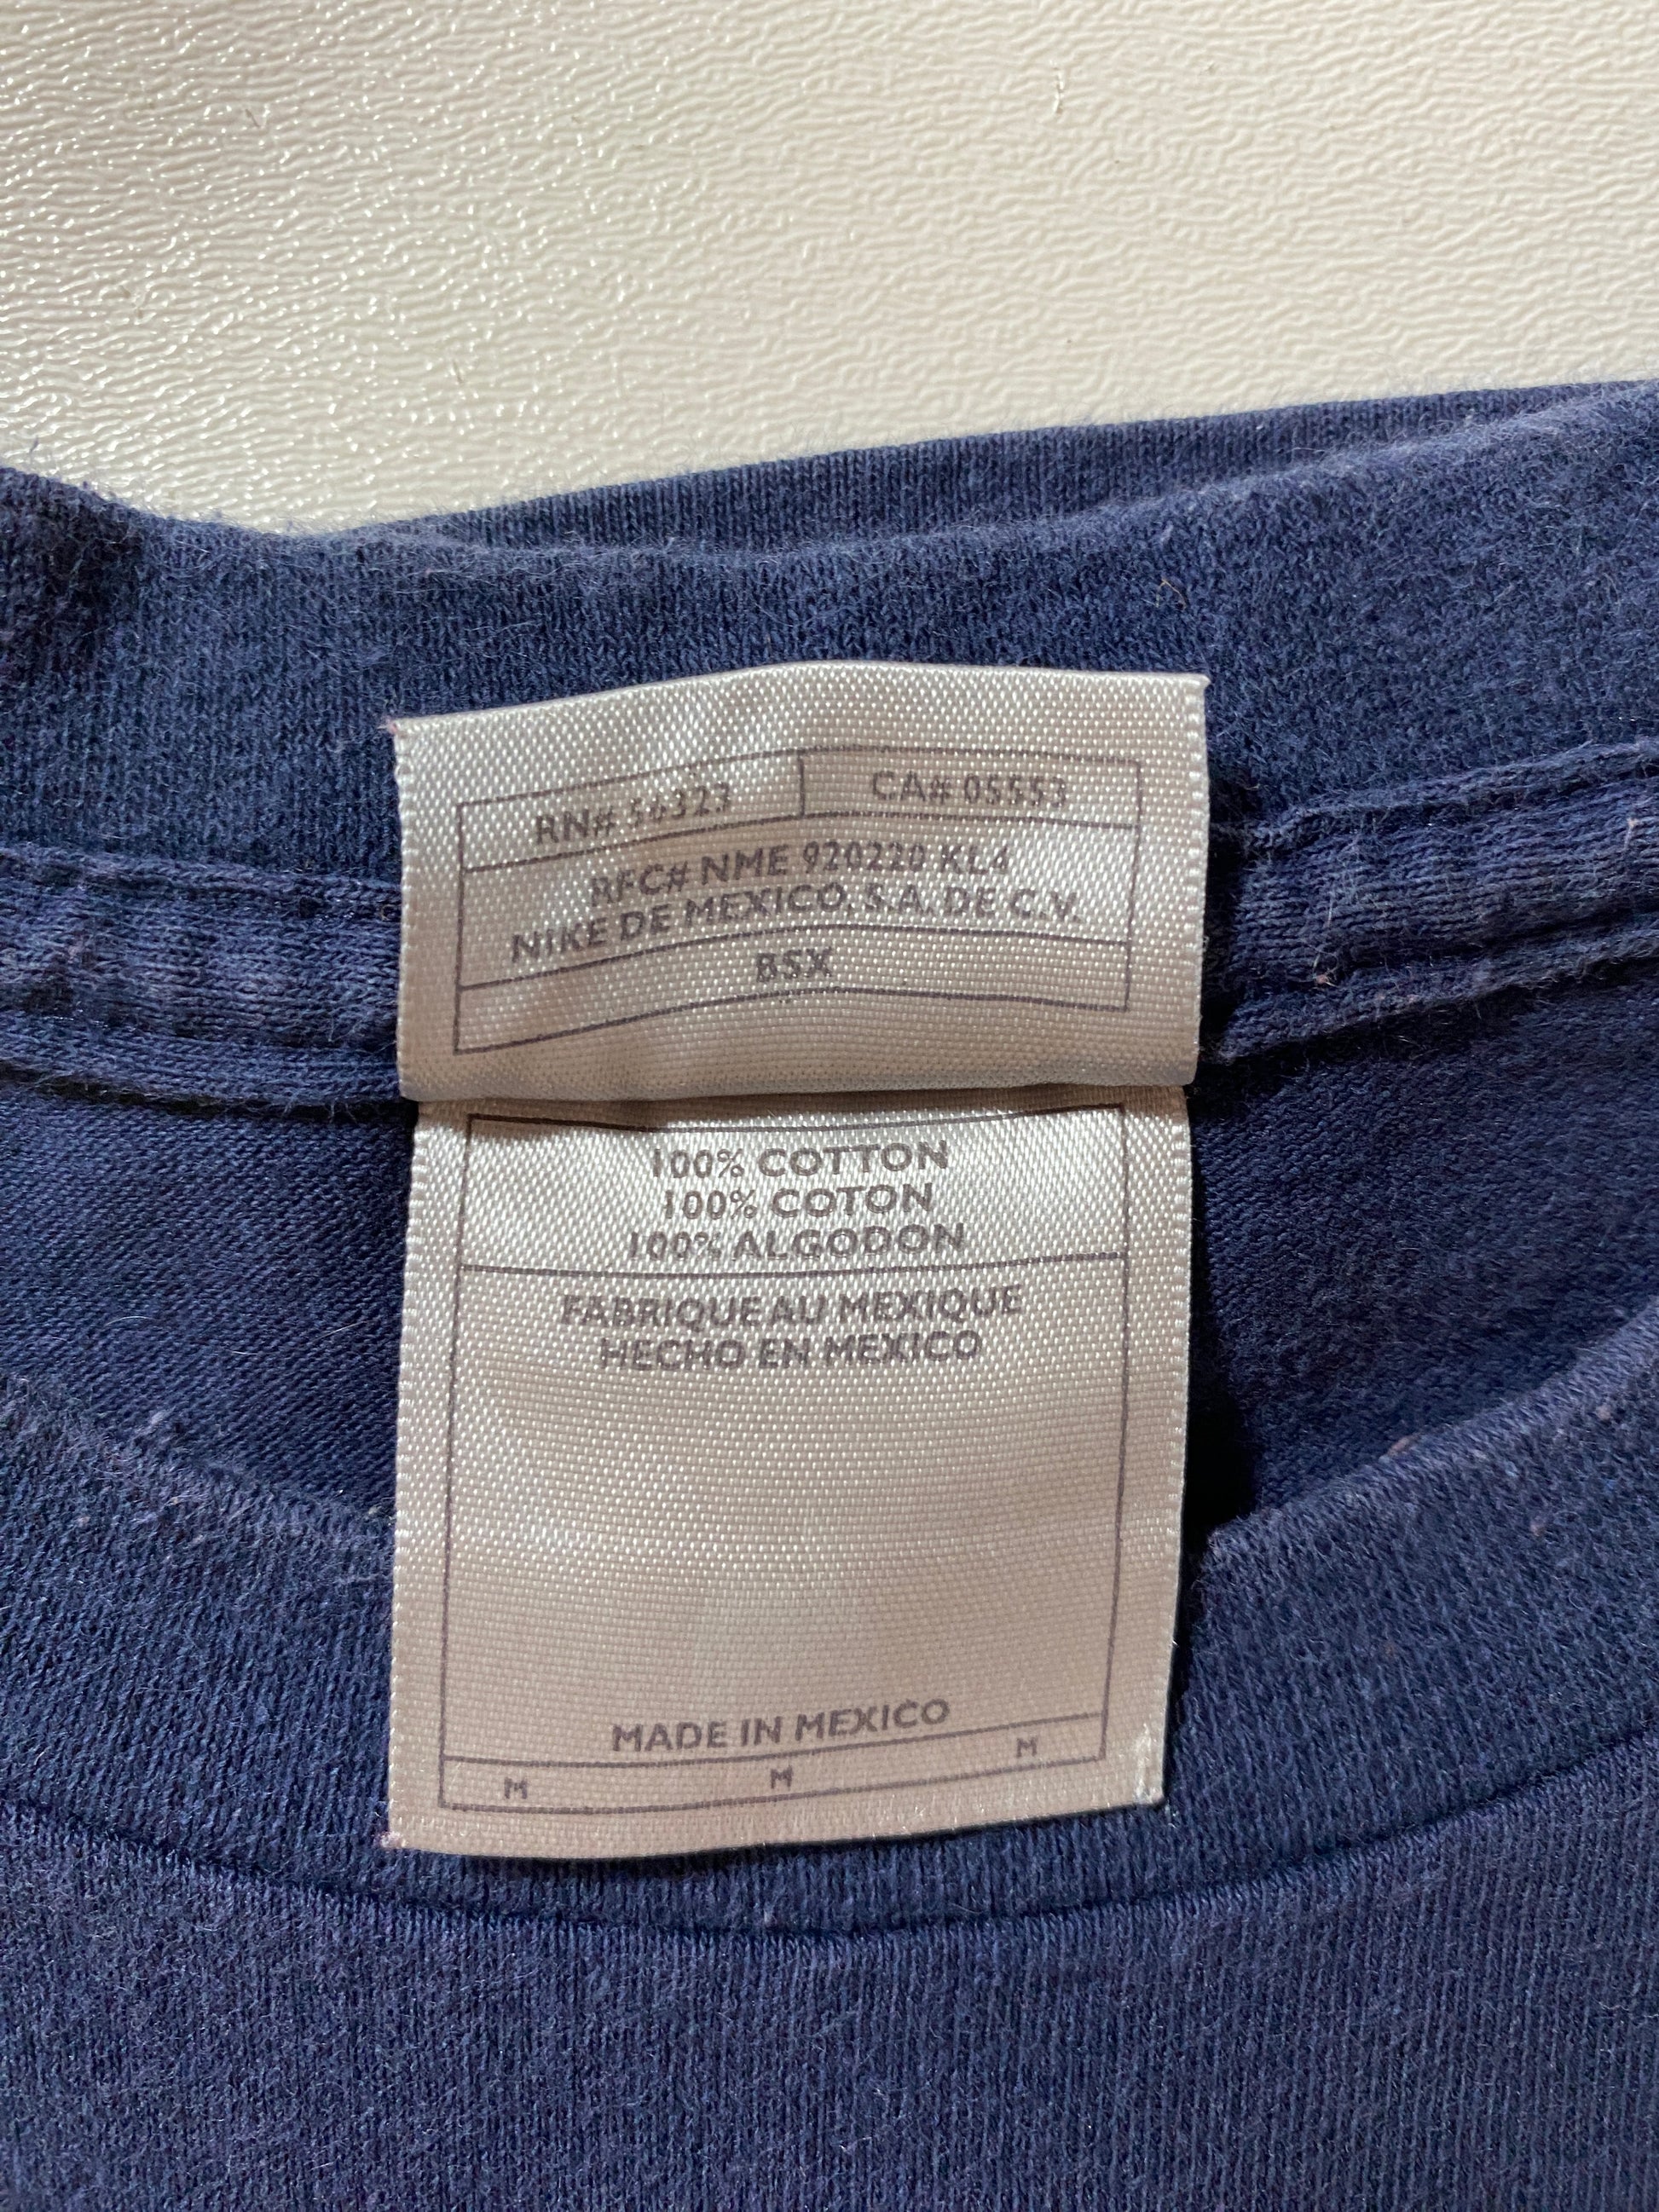 RN# 56323 CA# 05553
RFC# NME 920220 KL4
NIKE DE MEXICO, S.A. DE C.V.
BSX
100% COTTON
100% COTON
100% ALGODON
FABRIQUE AU MEXIQUE
HECHO EN MEXICO
MADE IN MEXICO
M M M